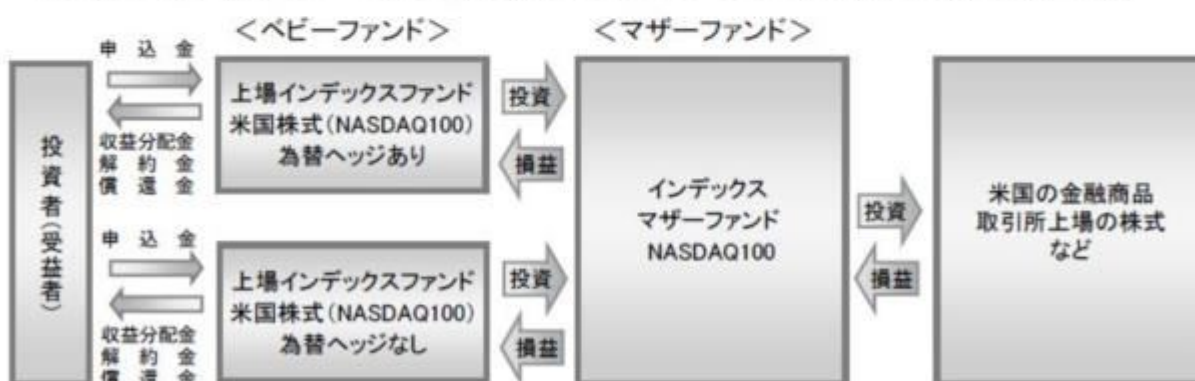 ＜ベビーファンド＞
＜マザーファンド＞
投資者(受益者)
申込金
収益分配金
解約金
償還金
上場インデックスファンド
米国株式(NASDAQ100)
為替ヘッジあり
投資
損益
申込金
収益分配金
解約金
償還金
上場インデックスファンド
米国株式(NASDAQ100)
為替ヘッジなし
投資
損益
インデックス
マザーファンド
NASDAQ100
投資
損益
米国の金融商品
取引所上場の株式
など